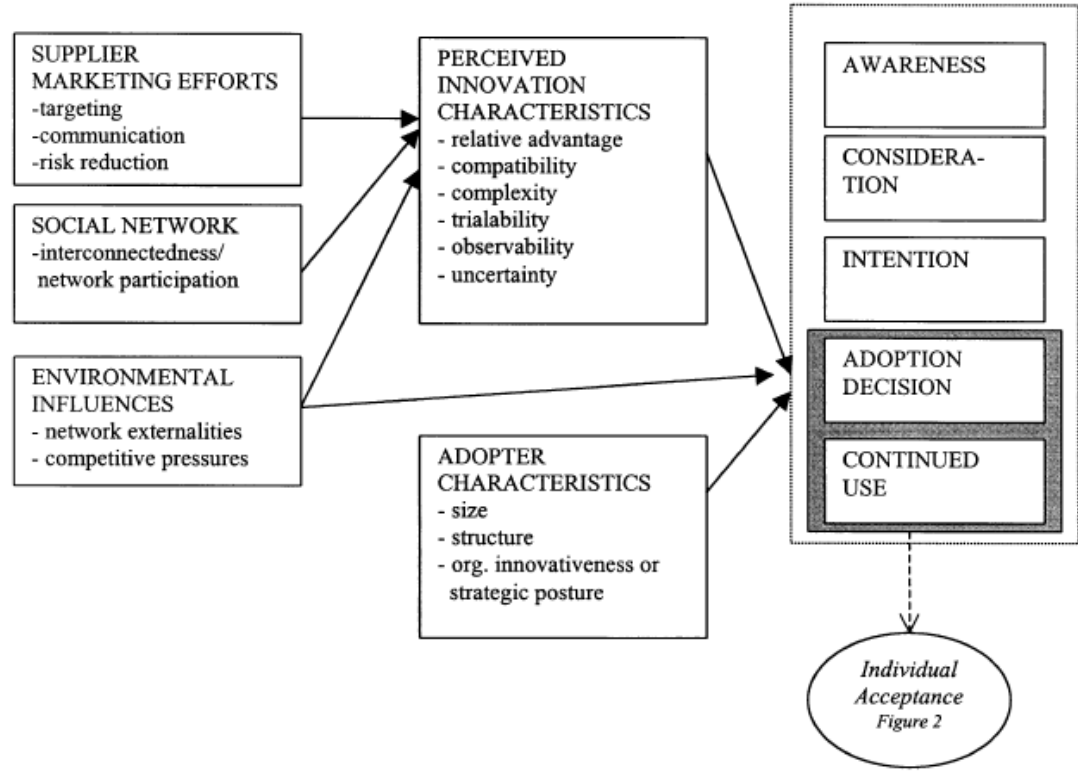 SUPPLIER
MARKETING EFFORTS
-targeting
-communication
-risk reduction
SOCIAL NETWORK
-interconnectedness/
network participation
ENVIRONMENTAL
INFLUENCES
- network externalities
- competitive pressures
PERCEIVED
INNOVATION
CHARACTERISTICS
- relative advantage
- compatibility
- complexity
- trialability
- observability
- uncertainty
ADOPTER
CHARACTERISTICS
- size
- structure
- org. innovativeness or
strategic posture
AWARENESS
CONSIDERA-
TION
INTENTION
ADOPTION
DECISION
CONTINUED
USE
Individual
Acceptance
Figure 2